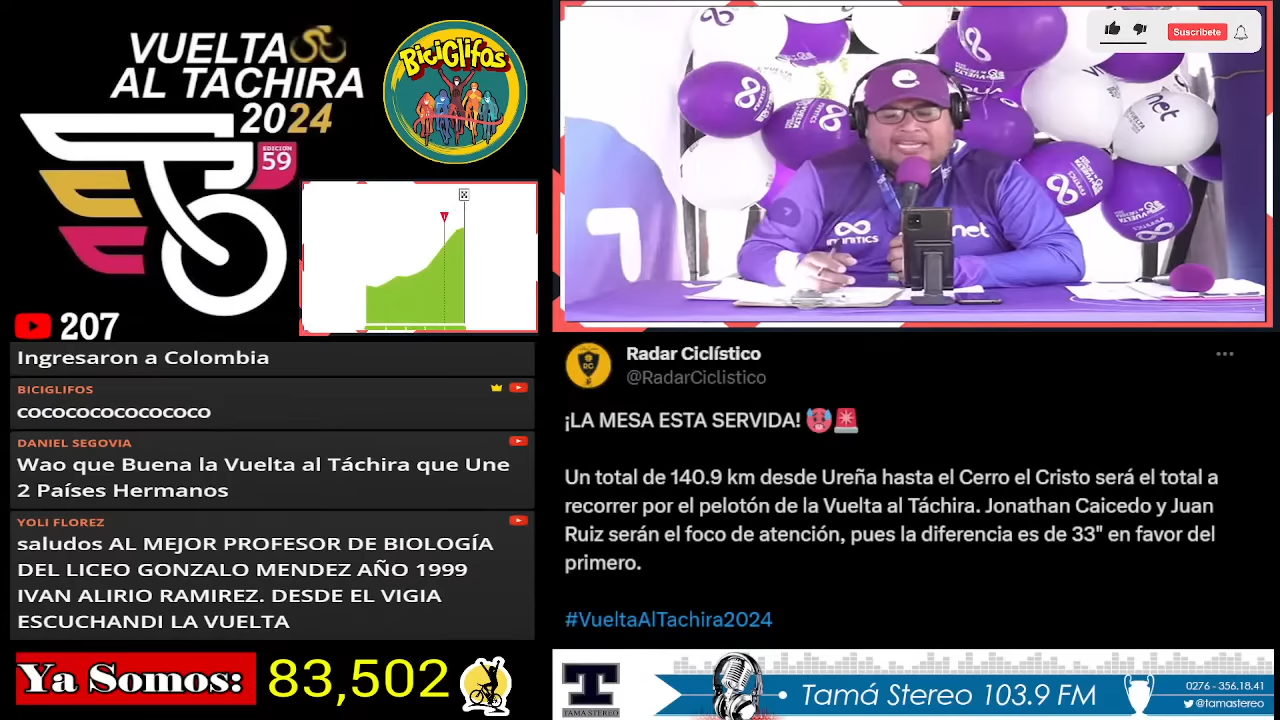 VUELTA
AL TACHIRA
2024
EDICION
59
BiCiGLiFoS
207
Ingresaron a Colombia
BICIGLIFOS
cocococococococo
DANIEL SEGOVIA
Wao que Buena la Vuelta al Táchira que Une
2 Países Hermanos
YOLI FLOREZ
saludos AL MEJOR PROFESOR DE BIOLOGÍA
DEL LICEO GONZALO MENDEZ AÑO 1999
IVAN ALIRIO RAMIREZ. DESDE EL VIGIA
ESCUCHANDI LA VUELTA
Ya Somos: 83,502
Suscríbete
e
INFINITICS
net
Radar Ciclístico
@RadarCiclistico
¡LA MESA ESTA SERVIDA!
Un total de 140.9 km desde Ureña hasta el Cerro el Cristo será el total a
recorrer por el pelotón de la Vuelta al Táchira. Jonathan Caicedo y Juan
Ruiz serán el foco de atención, pues la diferencia es de 33" en favor del
primero.
#VueltaAlTachira2024
T
TAMA STEREO
Tamá Stereo 103.9 FM
0276 - 356.18.41
@tamastereo